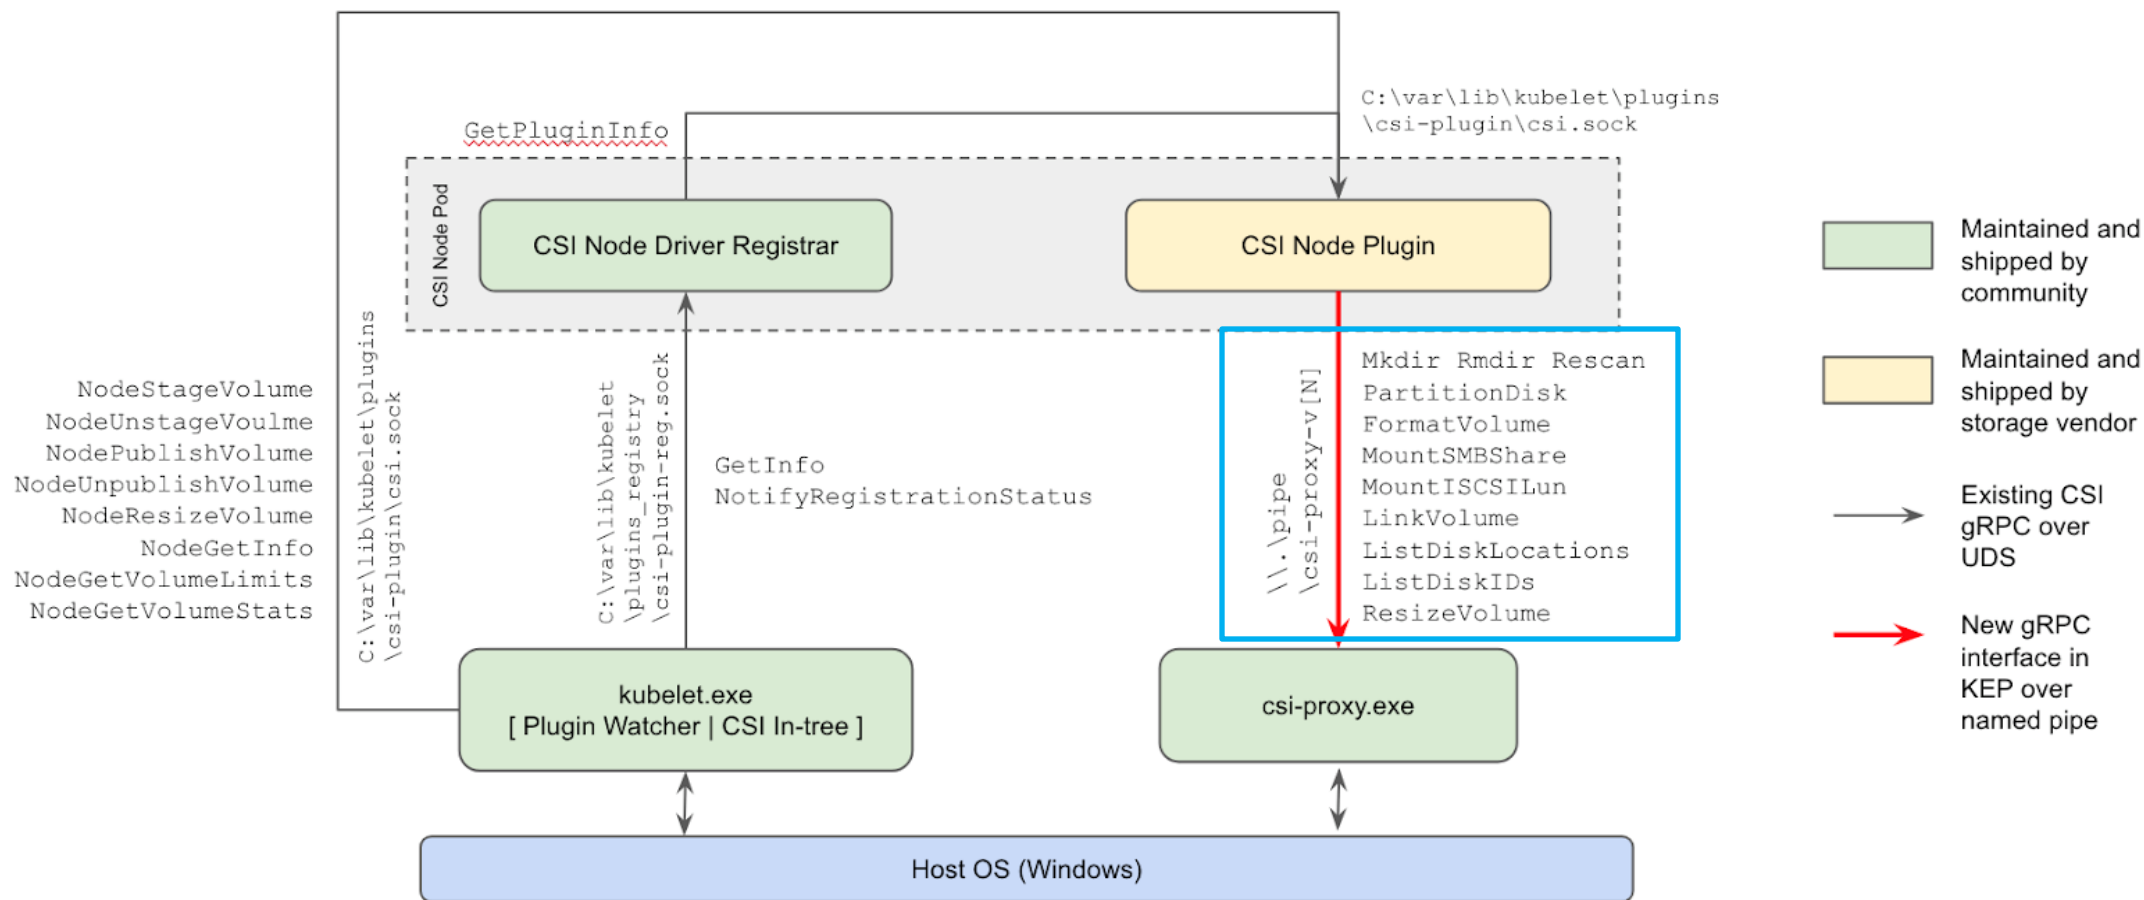 C:\var\lib\kubelet\plugins
\csi-plugin\csi.sock
GetPluginInfo
CSI Node Pod
CSI Node Driver Registrar
CSI Node Plugin
NodeStageVolume
NodeUnstageVoulme
NodePublishVolume
NodeUnpublishVolume
NodeResizeVolume
NodeGetInfo
NodeGetVolumeLimits
NodeGetVolumeStats
C:\var\lib\kubelet\plugins
\csi-plugin\csi.sock
C:\var\lib\kubelet
\plugins_registry
\csi-plugin-reg.sock
GetInfo
NotifyRegistrationStatus
\\.\pipe
\csi-proxy-v[N]
Mkdir Rmdir Rescan
PartitionDisk
FormatVolume
MountSMBShare
MountISCSILun
LinkVolume
ListDiskLocations
ListDiskIDs
ResizeVolume
kubelet.exe
[ Plugin Watcher | CSI In-tree ]
csi-proxy.exe
Host OS (Windows)
Maintained and
shipped by
community
Maintained and
shipped by
storage vendor
Existing CSI
gRPC over
UDS
New gRPC
interface in
KEP over
named pipe